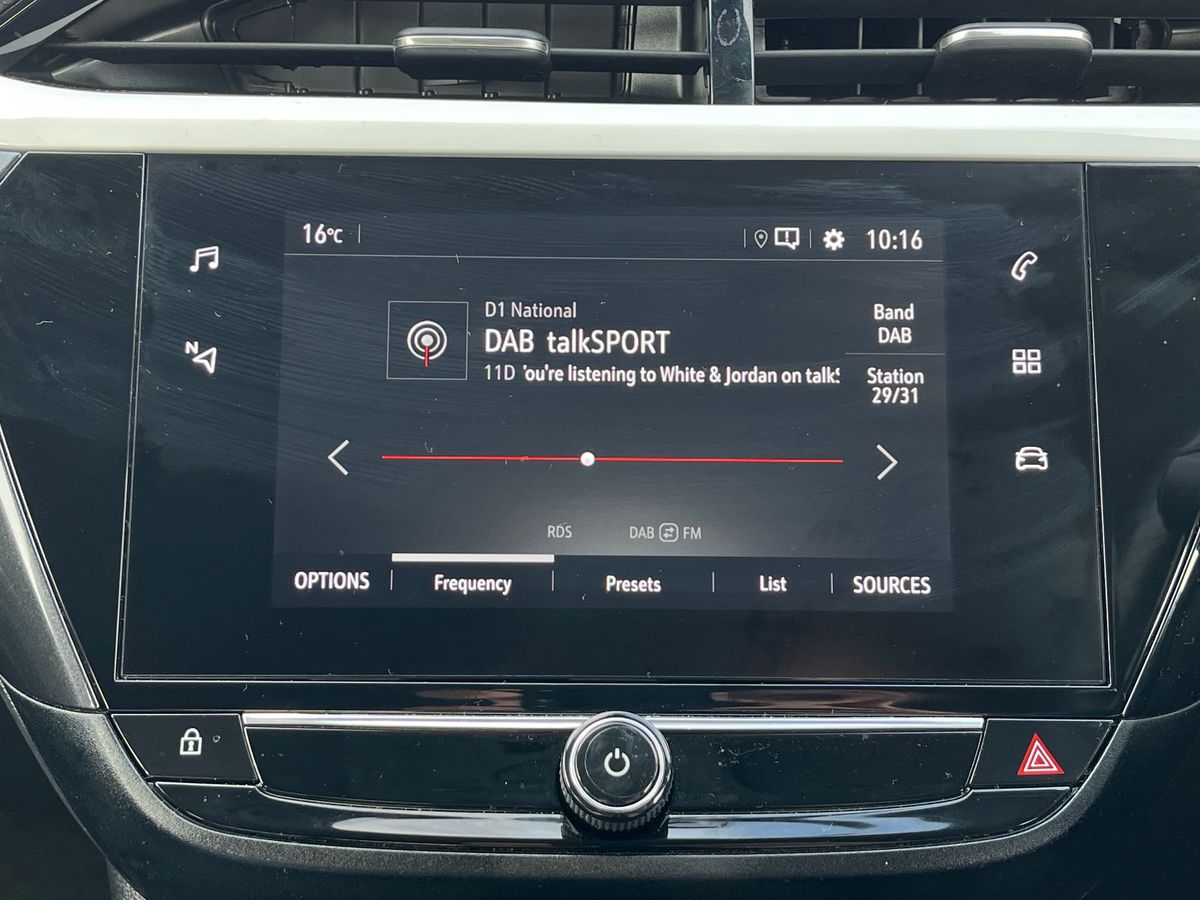 16°C
10:16
D1 National
DAB talkSPORT
11D 'ou're listening to White & Jordan on talkS
Band
DAB
Station
29/31
N
RDS
DAB FM
OPTIONS Frequency Presets List SOURCES